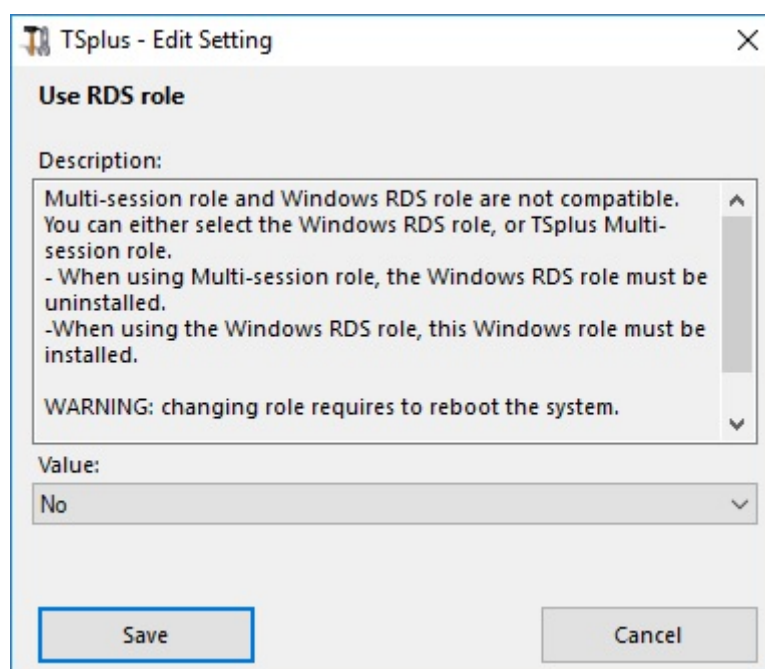 TSplus - Edit Setting
Use RDS role
Description:
Multi-session role and Windows RDS role are not compatible.
You can either select the Windows RDS role, or TSplus Multi-
session role.
- When using Multi-session role, the Windows RDS role must be
uninstalled.
-When using the Windows RDS role, this Windows role must be
installed.
WARNING: changing role requires to reboot the system.
Value:
No
Save
Cancel